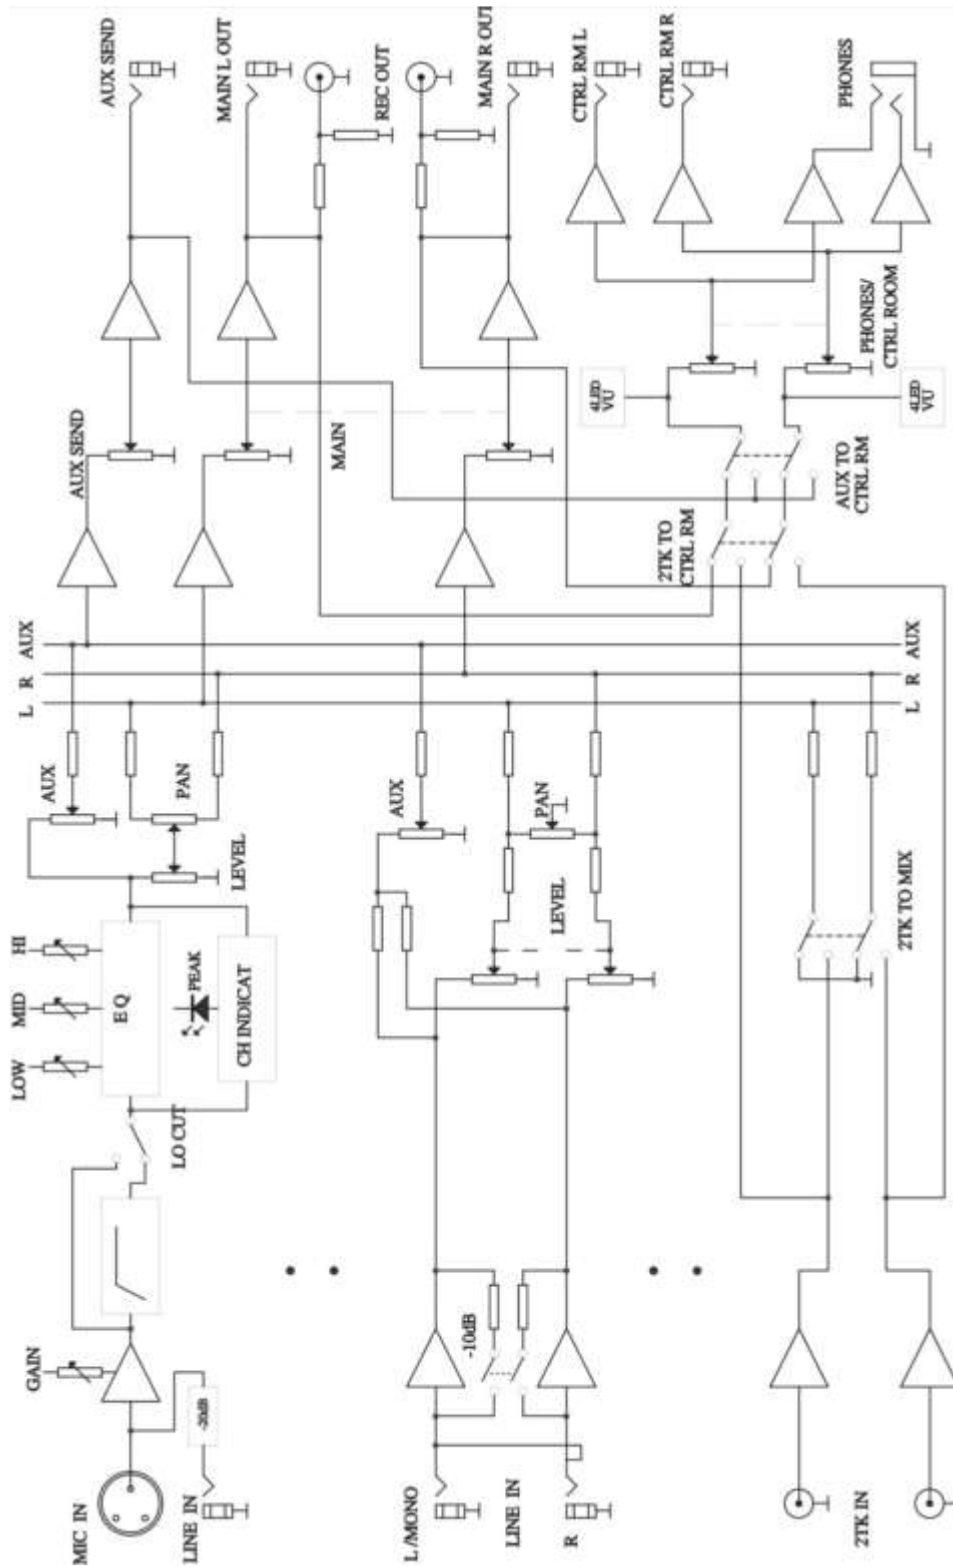 AUX SEND
MAIN L OUT
REC OUT
MAIN R OUT
CTRL RM L
CTRL RM R
PHONES
AUX SEND
MAIN
4LED
VU
PHONES/
CTRL ROOM
4LED
VU
2TK TO
CTRL RM
AUX TO
CTRL RM
L R AUX
L R AUX
AUX
PAN
LEVEL
AUX
PAN
LEVEL
2TK TO MIX
LOW
MID
HI
EQ
PEAK
CH INDICAT
LO CUT
GAIN
-20dB
-10dB
MIC IN
LINE IN
L /MONO
LINE IN
R
2TK IN